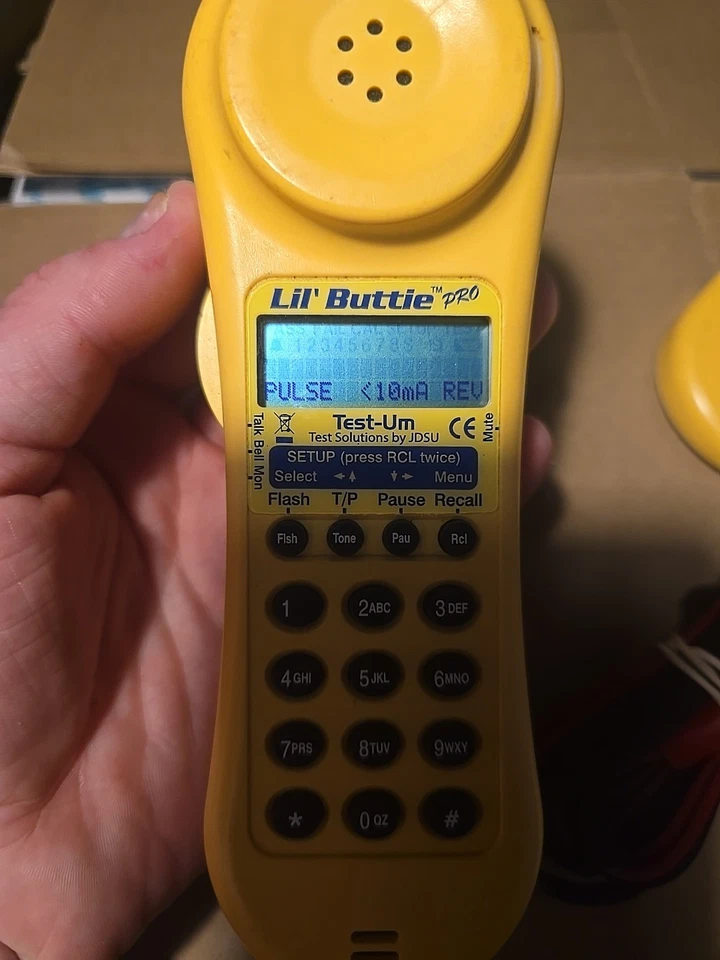 Lil' Buttie™ PRO
PULSE <10mA REV
Talk Bell Mon
Test-Um
Test Solutions by JDSU
CE
Mute
SETUP (press RCL twice)
Select Menu
Flash T/P Pause Recall
Flsh Tone Pau Rcl
1 2ABC 3DEF
4GHI 5JKL 6MNO
7PRS 8TUV 9WXY
* 0QZ #